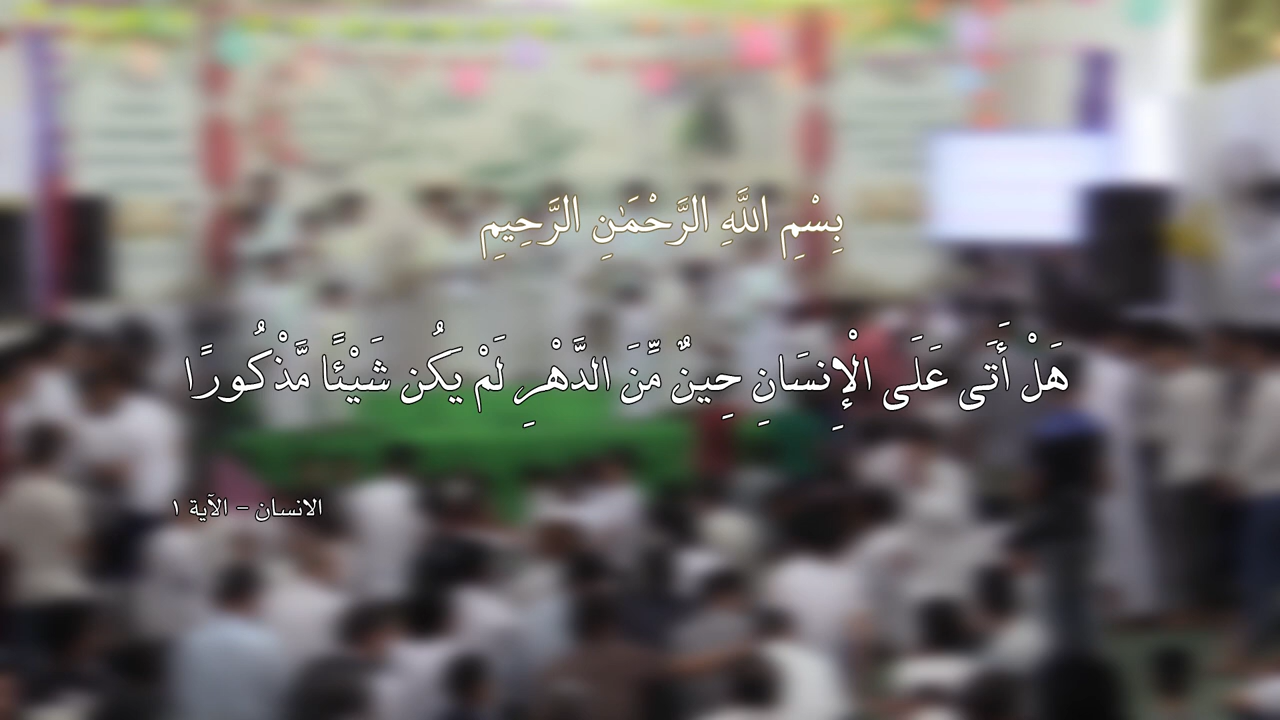 بِسْمِ اللَّهِ الرَّحْمَٰنِ الرَّحِيمِ
هَلْ أَتَىٰ عَلَى الْإِنسَانِ حِينٌ مِّنَ الدَّهْرِ لَمْ يَكُن شَيْئًا مَّذْكُورًا
الانسان - الآية ١